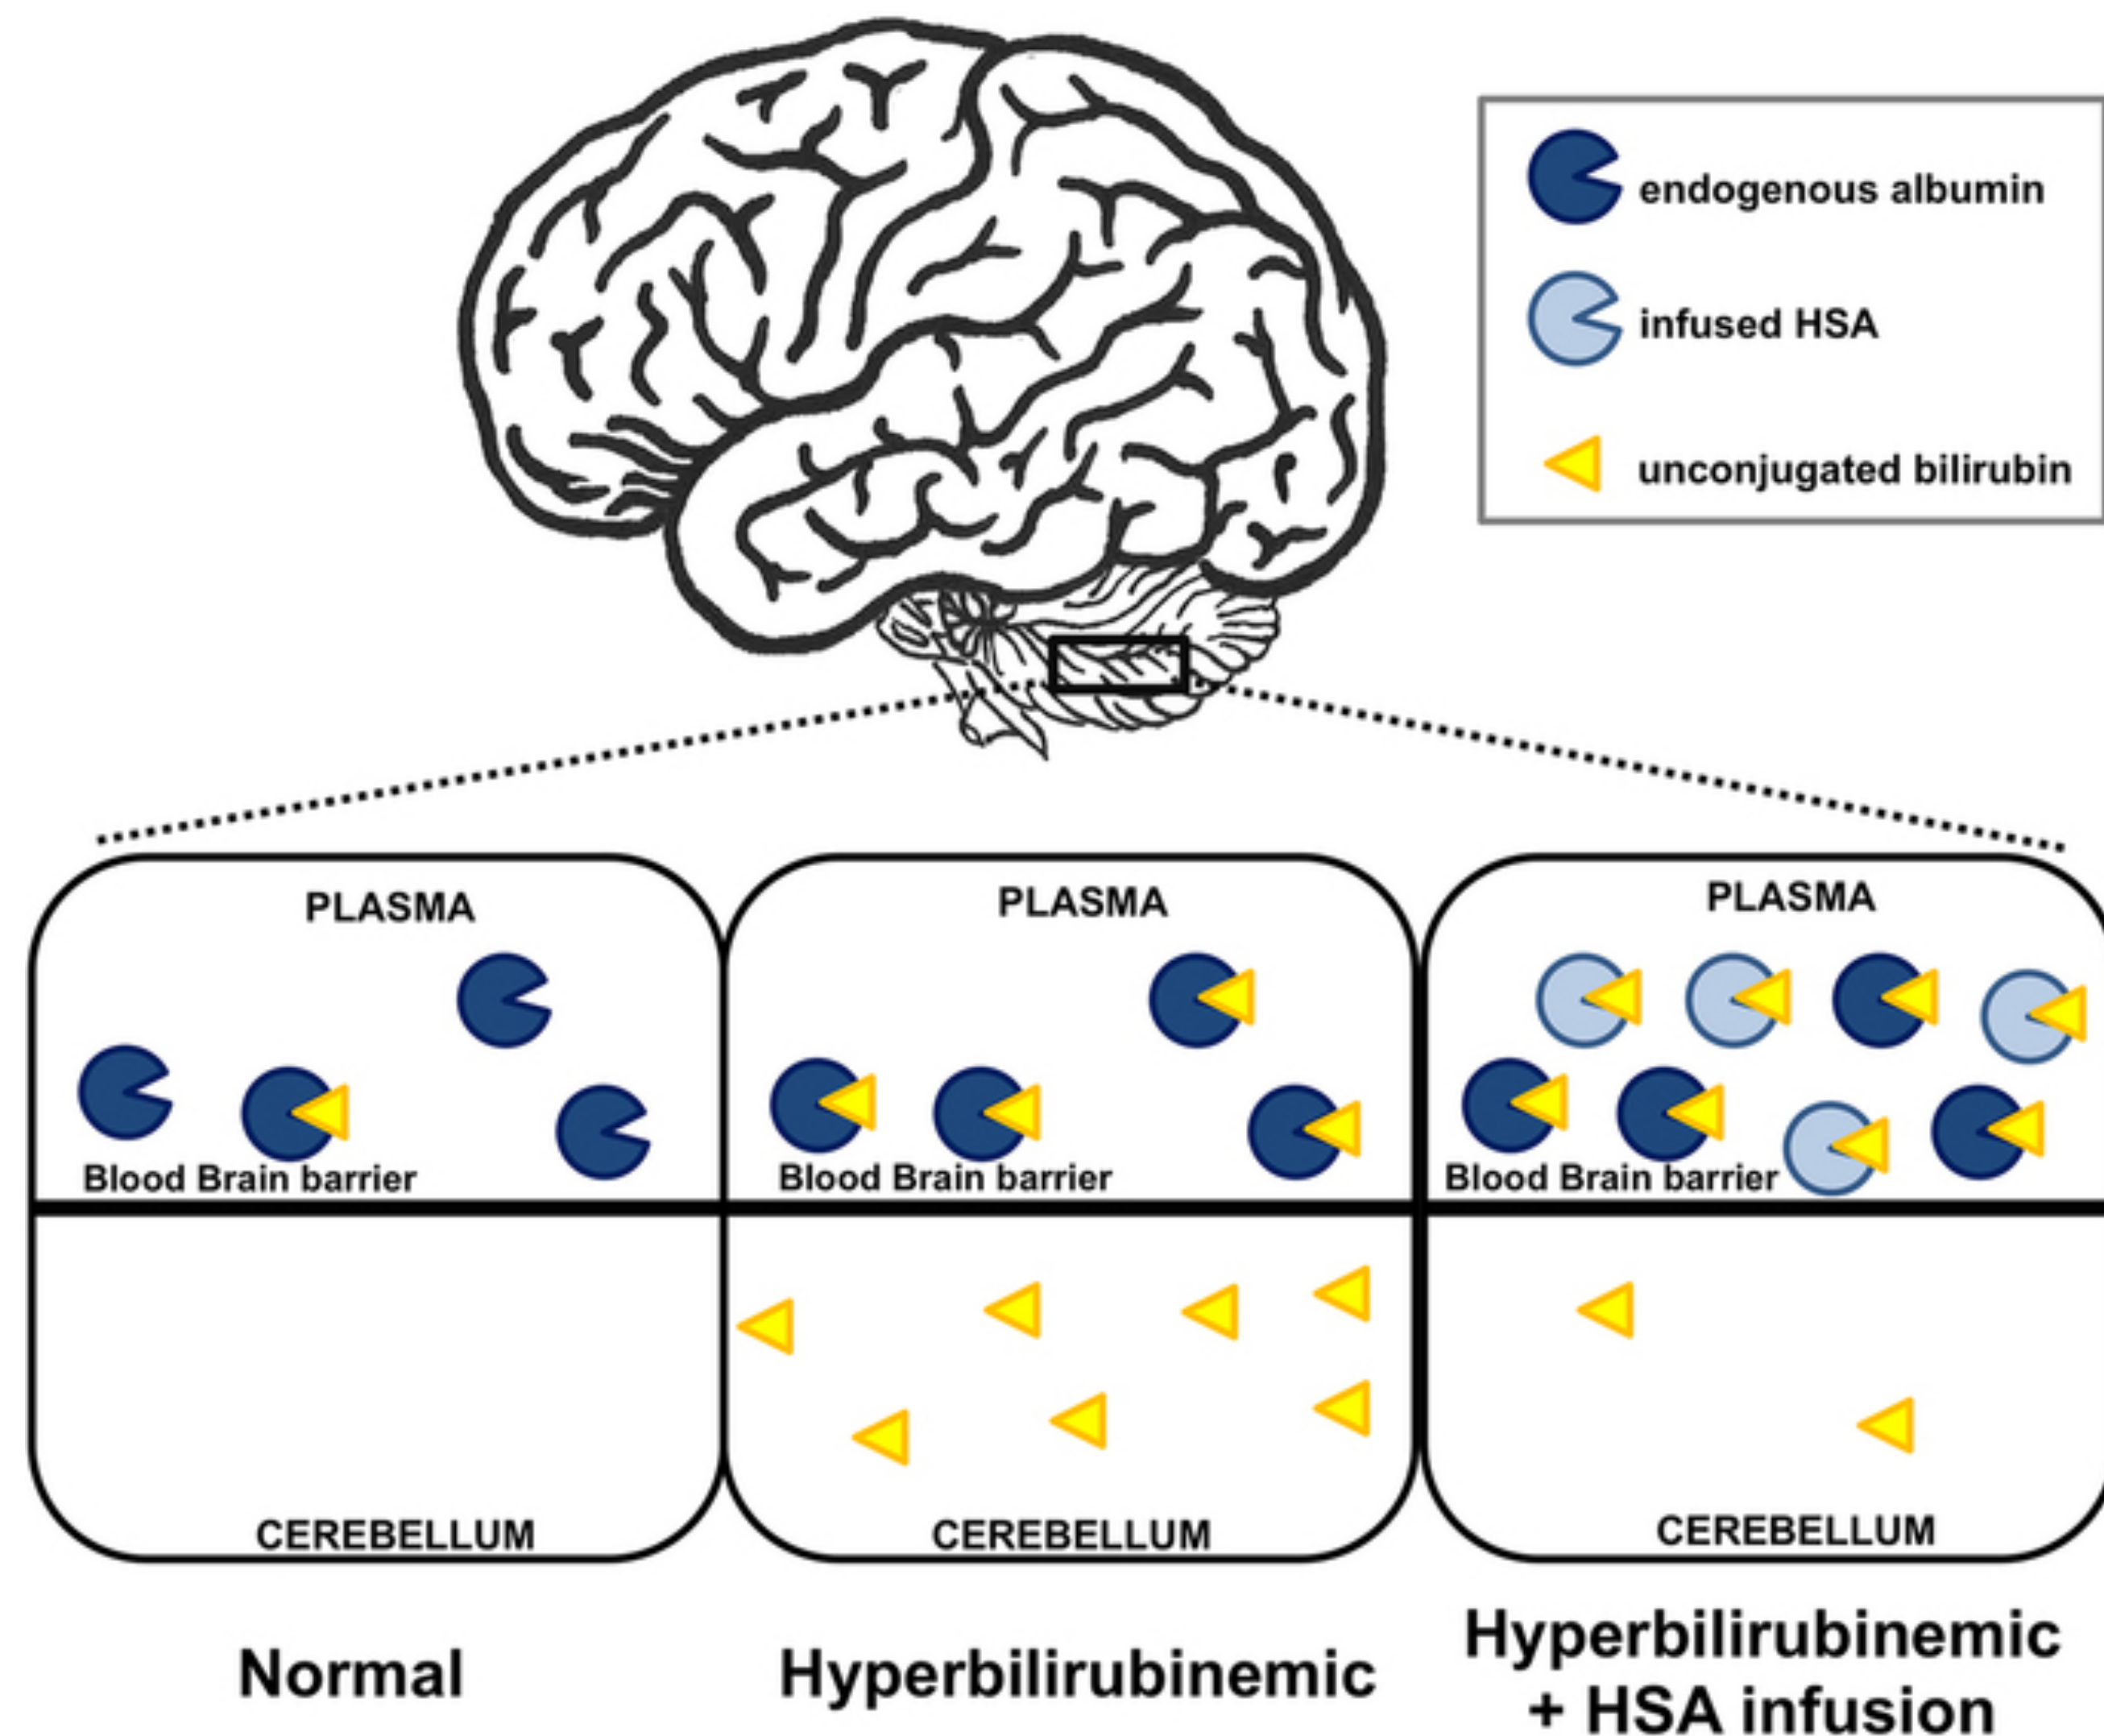 endogenous albumin
infused HSA
unconjugated bilirubin
PLASMA
Blood Brain barrier
CEREBELLUM
Normal
PLASMA
Blood Brain barrier
CEREBELLUM
Hyperbilirubinemic
PLASMA
Blood Brain barrier
CEREBELLUM
Hyperbilirubinemic
+ HSA infusion